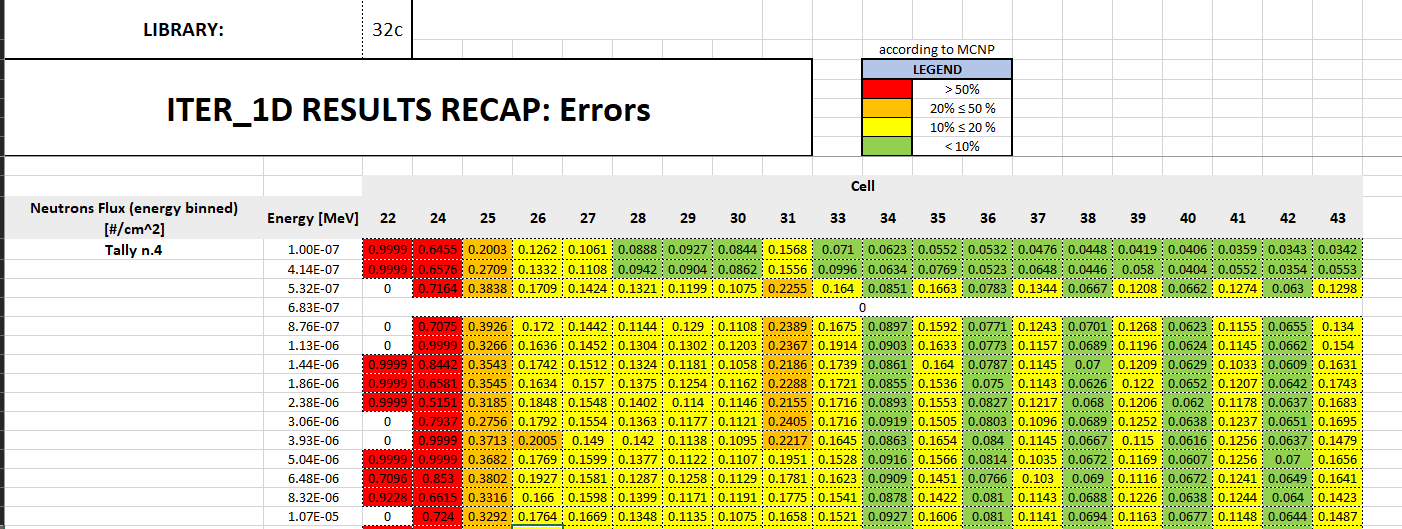 LIBRARY: 32c
according to MCNP
LEGEND
> 50%
ITER_1D RESULTS RECAP: Errors
20% ≤ 50 %
10% ≤ 20 %
< 10%
Cell
Neutrons Flux (energy binned) [#/cm^2] Energy [MeV] 22 24 25 26 27 28 29 30 31 33 34 35 36 37 38 39 40 41 42 43
Tally n.4 1.00E-07 0.9999 0.6455 0.2003 0.1262 0.1061 0.0888 0.0927 0.0844 0.1568 0.071 0.0623 0.0552 0.0532 0.0476 0.0448 0.0419 0.0406 0.0359 0.0343 0.0342
4.14E-07 0.9999 0.6576 0.2709 0.1332 0.1108 0.0942 0.0904 0.0862 0.1556 0.0996 0.0634 0.0769 0.0523 0.0648 0.0446 0.058 0.0404 0.0552 0.0354 0.0553
5.32E-07 0 0.7164 0.3838 0.1709 0.1424 0.1321 0.1199 0.1075 0.2255 0.164 0.0851 0.1663 0.0783 0.1344 0.0667 0.1208 0.0662 0.1274 0.063 0.1298
6.83E-07 0
8.76E-07 0 0.7075 0.3926 0.172 0.1442 0.1144 0.129 0.1108 0.2389 0.1675 0.0897 0.1592 0.0771 0.1243 0.0701 0.1268 0.0623 0.1155 0.0655 0.134
1.13E-06 0 0.9999 0.3266 0.1636 0.1452 0.1304 0.1302 0.1203 0.2367 0.1914 0.0903 0.1633 0.0773 0.1157 0.0689 0.1196 0.0624 0.1145 0.0662 0.154
1.44E-06 0.9999 0.8442 0.3543 0.1742 0.1512 0.1324 0.1181 0.1058 0.2186 0.1739 0.0861 0.164 0.0787 0.1145 0.07 0.1209 0.0629 0.1033 0.0609 0.1631
1.86E-06 0.9999 0.6581 0.3545 0.1634 0.157 0.1375 0.1254 0.1162 0.2288 0.1721 0.0855 0.1536 0.075 0.1143 0.0626 0.122 0.0652 0.1207 0.0642 0.1743
2.38E-06 0.9999 0.5151 0.3185 0.1848 0.1548 0.1402 0.114 0.1146 0.2155 0.1716 0.0893 0.1553 0.0827 0.1217 0.068 0.1206 0.062 0.1178 0.0637 0.1683
3.06E-06 0 0.7937 0.2756 0.1792 0.1554 0.1363 0.1177 0.1121 0.2405 0.1716 0.0919 0.1505 0.0803 0.1096 0.0689 0.1252 0.0638 0.1237 0.0651 0.1695
3.93E-06 0 0.9999 0.3713 0.2005 0.149 0.142 0.1138 0.1095 0.2217 0.1645 0.0863 0.1654 0.084 0.1145 0.0667 0.115 0.0616 0.1256 0.0637 0.1479
5.04E-06 0.9999 0.9999 0.3682 0.1769 0.1599 0.1377 0.1122 0.1107 0.1951 0.1528 0.0916 0.1566 0.0814 0.1035 0.0672 0.1169 0.0607 0.1256 0.07 0.1656
6.48E-06 0.7096 0.853 0.3802 0.1927 0.1581 0.1287 0.1258 0.1129 0.1781 0.1623 0.0909 0.1451 0.0766 0.103 0.069 0.1116 0.0672 0.1241 0.0649 0.1641
8.32E-06 0.9228 0.6615 0.3316 0.166 0.1598 0.1399 0.1171 0.1191 0.1775 0.1541 0.0878 0.1422 0.081 0.1143 0.0688 0.1226 0.0638 0.1244 0.064 0.1423
1.07E-05 0 0.724 0.3292 0.1764 0.1669 0.1348 0.1135 0.1075 0.1658 0.1521 0.0927 0.1606 0.081 0.1141 0.0694 0.1163 0.0677 0.1148 0.0644 0.1487